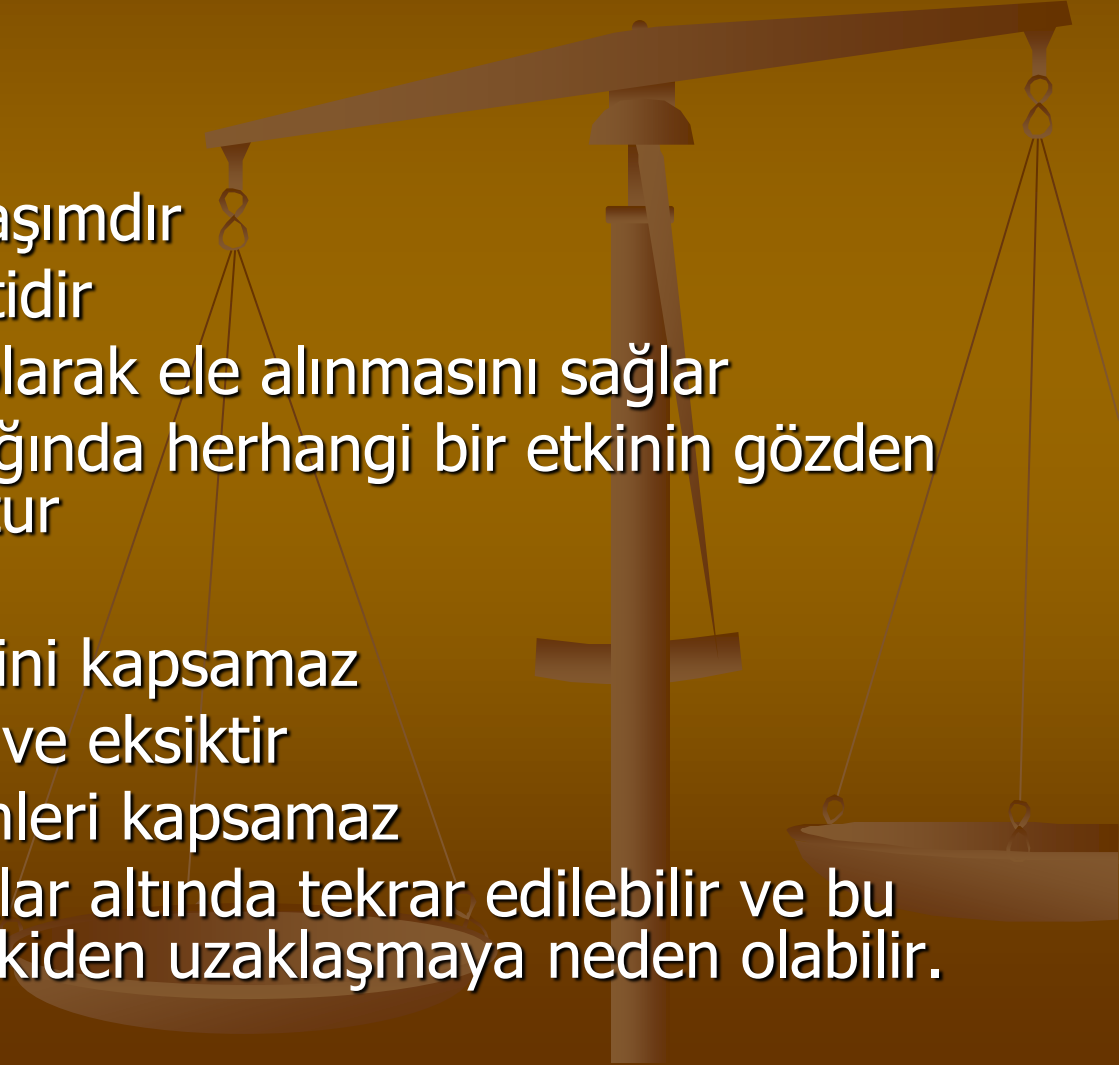 aşımdır
tidir
olarak ele alınmasını sağlar
ğında herhangi bir etkinin gözden
tur
ini kapsamaz
ve eksiktir
nleri kapsamaz
lar altında tekrar edilebilir ve bu
kiden uzaklaşmaya neden olabilir.